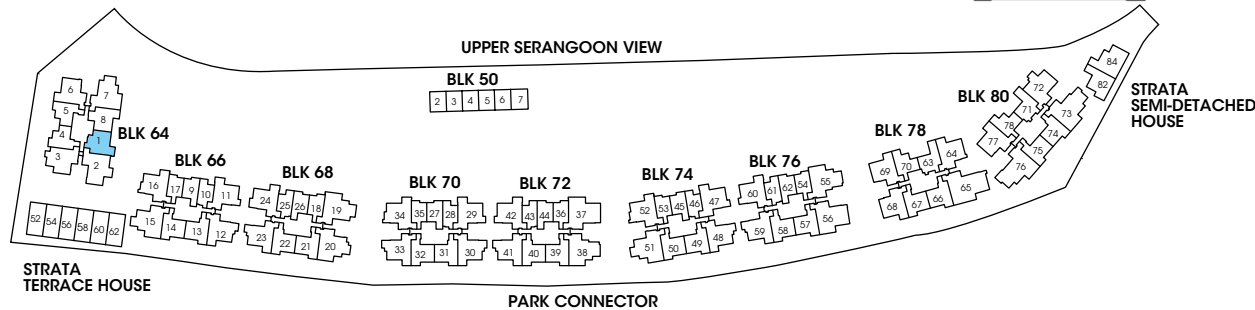 UPPER SERANGOON VIEW
BLK 50
2 3 4 5 6 7
BLK 64
6 7
5 8
4 1
3 2
BLK 66
16 17 9 10 11
15 14 13 12
BLK 68
24 25 26 18 19
23 22 21 20
BLK 70
34 35 27 28 29
33 32 31 30
BLK 72
42 43 44 36 37
41 40 39 38
BLK 74
52 53 45 46 47
51 50 49 48
BLK 76
60 61 62 54 55
59 58 57 56
BLK 78
69 70 63 64
68 67 66 65
BLK 80
72
71 73
78 74
77 75
76
84
82
STRATA
SEMI-DETACHED
HOUSE
52 54 56 58 60 62
STRATA
TERRACE HOUSE
PARK CONNECTOR